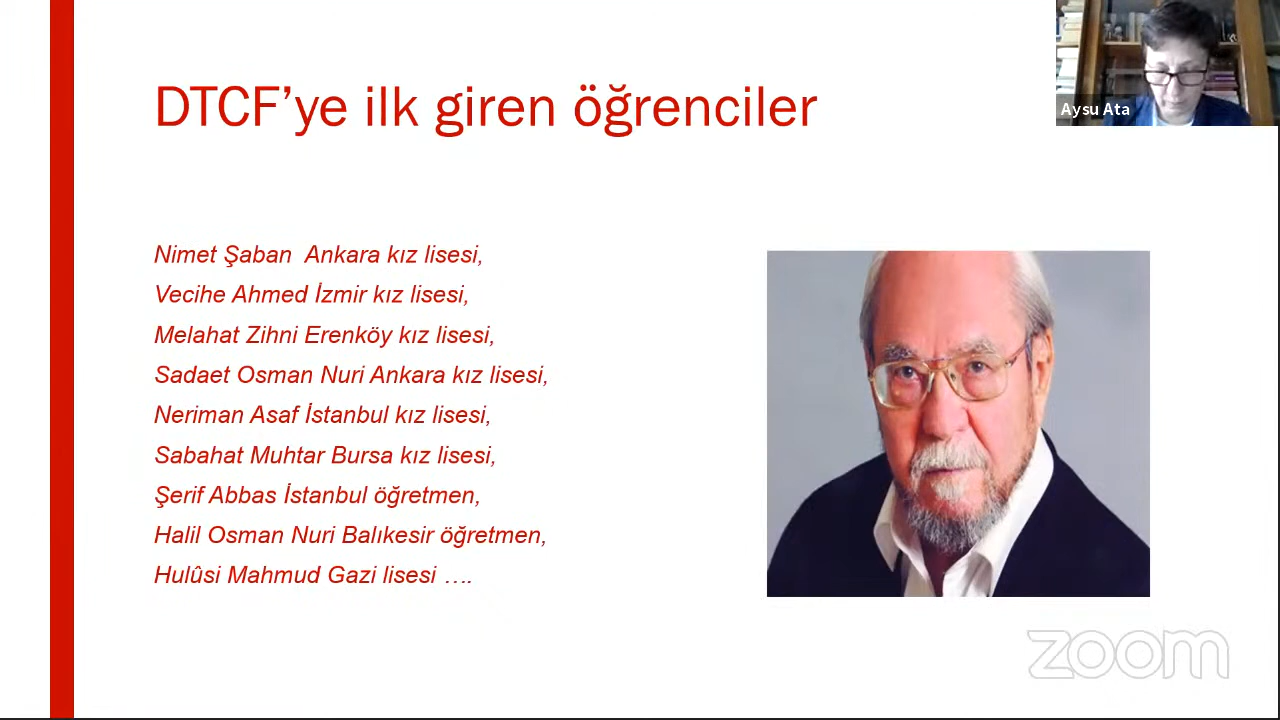 DTCF’ye ilk giren öğrenciler
Aysu Ata
Nimet Şaban  Ankara kız lisesi,
Vecihe Ahmed İzmir kız lisesi,
Melahat Zihni Erenköy kız lisesi,
Sadaet Osman Nuri Ankara kız lisesi,
Neriman Asaf İstanbul kız lisesi,
Sabahat Muhtar Bursa kız lisesi,
Şerif Abbas İstanbul öğretmen,
Halil Osman Nuri Balıkesir öğretmen,
Hulûsi Mahmud Gazi lisesi ….
zoom